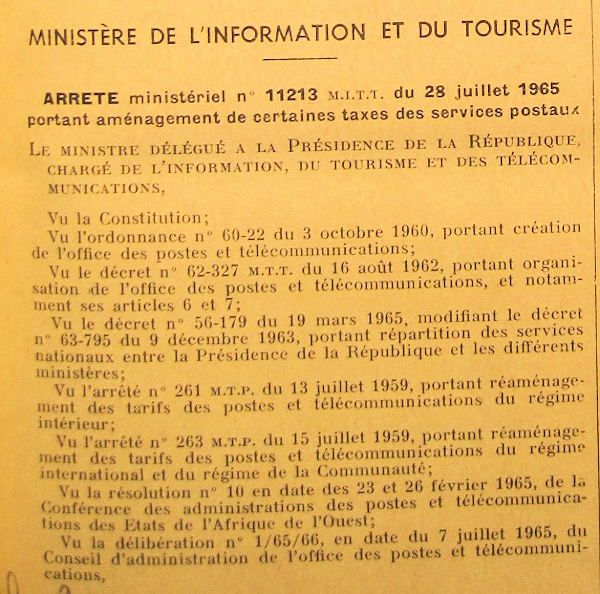 MINISTÈRE DE L'INFORMATION ET DU TOURISME
ARRETE ministériel n° 11213 M.I.T.T. du 28 juillet 1965
portant aménagement de certaines taxes des services postaux
LE MINISTRE DÉLÉGUÉ A LA PRÉSIDENCE DE LA RÉPUBLIQUE,
CHARGÉ DE L'INFORMATION, DU TOURISME ET DES TÉLÉCOM-
MUNICATIONS,
Vu la Constitution;
Vu l'ordonnance n° 60-22 du 3 octobre 1960, portant création
de l'office des postes et télécommunications;
Vu le décret n° 62-327 M.T.T. du 16 août 1962, portant organi-
sation de l'office des postes et télécommunications, et notam-
ment ses articles 6 et 7;
Vu le décret n° 56-179 du 19 mars 1965, modifiant le décret
n° 63-795 du 9 décembre 1963, portant répartition des services
nationaux entre la Présidence de la République et les différents
ministères;
Vu l'arrêté n° 261 M.T.P. du 13 juillet 1959, portant réaménage-
ment des tarifs des postes et télécommunications du régime
intérieur;
Vu l'arrêté n° 263 M.T.P. du 15 juillet 1959, portant réaménage-
ment des tarifs des postes et télécommunications du régime
international et du régime de la Communauté;
Vu la résolution n° 10 en date des 23 et 26 février 1965, de la
Conférence des administrations des postes et télécommunica-
tions des Etats de l'Afrique de l'Ouest;
Vu la délibération n° 1/65/66, en date du 7 juillet 1965, du
Conseil d'administration de l'office des postes et télécommuni-
cations,